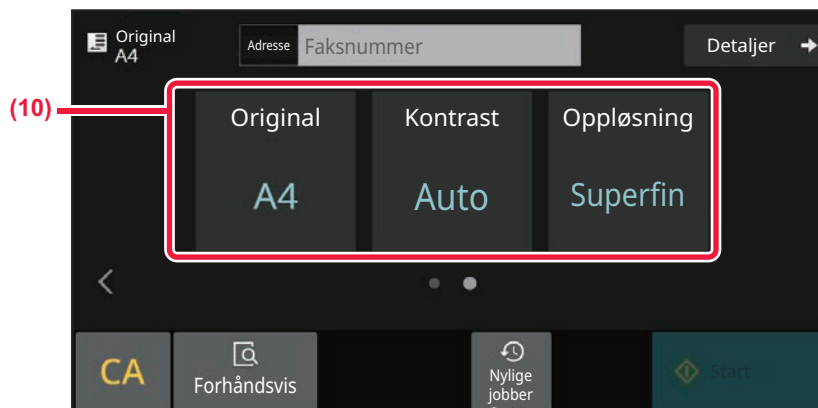 Original
A4
Adresse Faksnummer
Detaljer
(10)
Original
Kontrast
Oppløsning
A4
Auto
Superfin
CA
Forhåndsvis
Nylige
jobber
Start